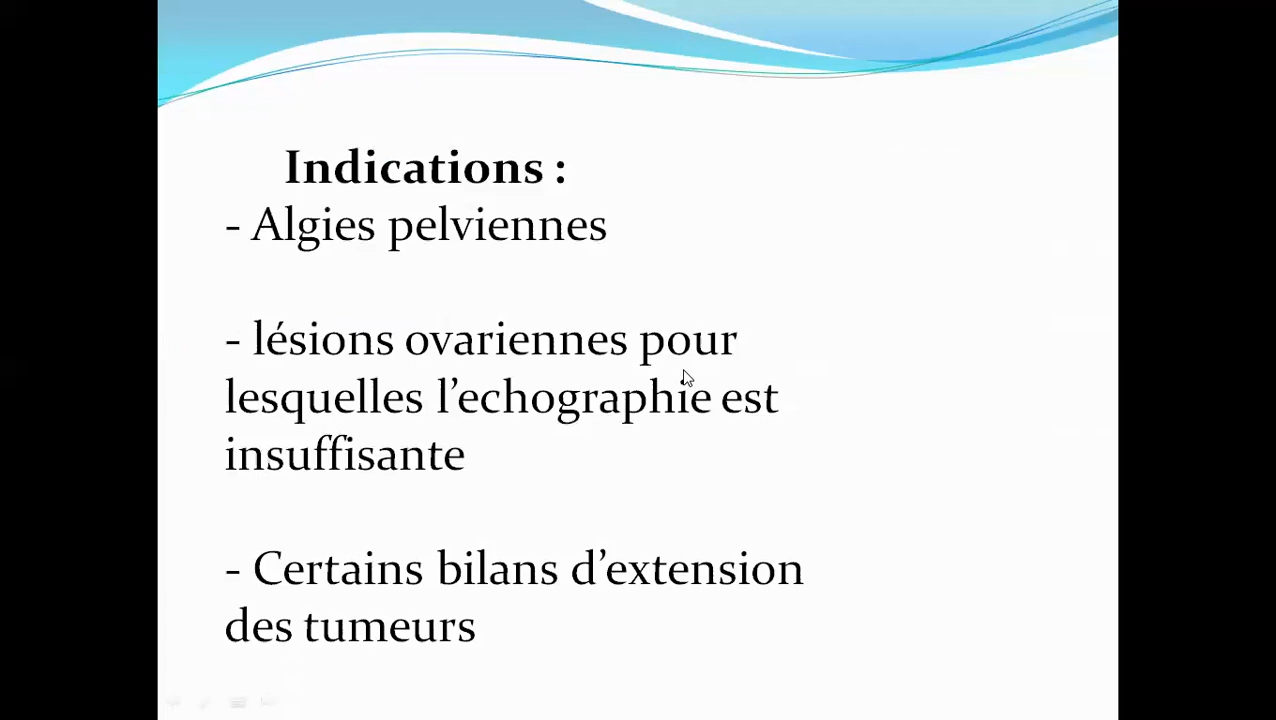 Indications :
- Algies pelviennes
- lésions ovariennes pour
lesquelles l’echographie est
insuffisante
- Certains bilans d’extension
des tumeurs